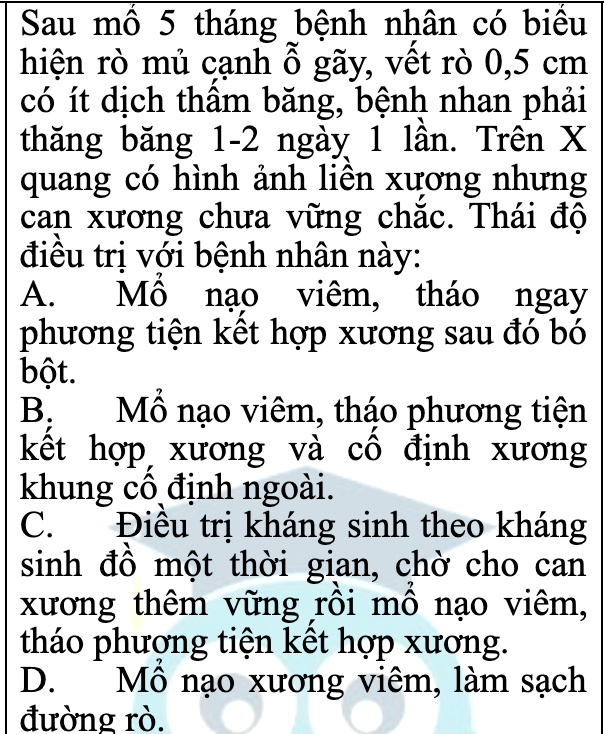 Sau mổ 5 tháng bệnh nhân có biểu
hiện rò mủ cạnh ỗ gãy, vết rò 0,5 cm
có ít dịch thấm băng, bệnh nhan phải
thăng băng 1-2 ngày 1 lần. Trên X
quang có hình ảnh liền xương nhưng
can xương chưa vững chắc. Thái độ
điều trị với bệnh nhân này:
A. Mổ nạo viêm, tháo ngay
phương tiện kết hợp xương sau đó bó
bột.
B. Mổ nạo viêm, tháo phương tiện
kết hợp xương và cố định xương
khung cố định ngoài.
C. Điều trị kháng sinh theo kháng
sinh đồ một thời gian, chờ cho can
xương thêm vững rồi mổ nạo viêm,
tháo phương tiện kết hợp xương.
D. Mổ nạo xương viêm, làm sạch
đường rò.